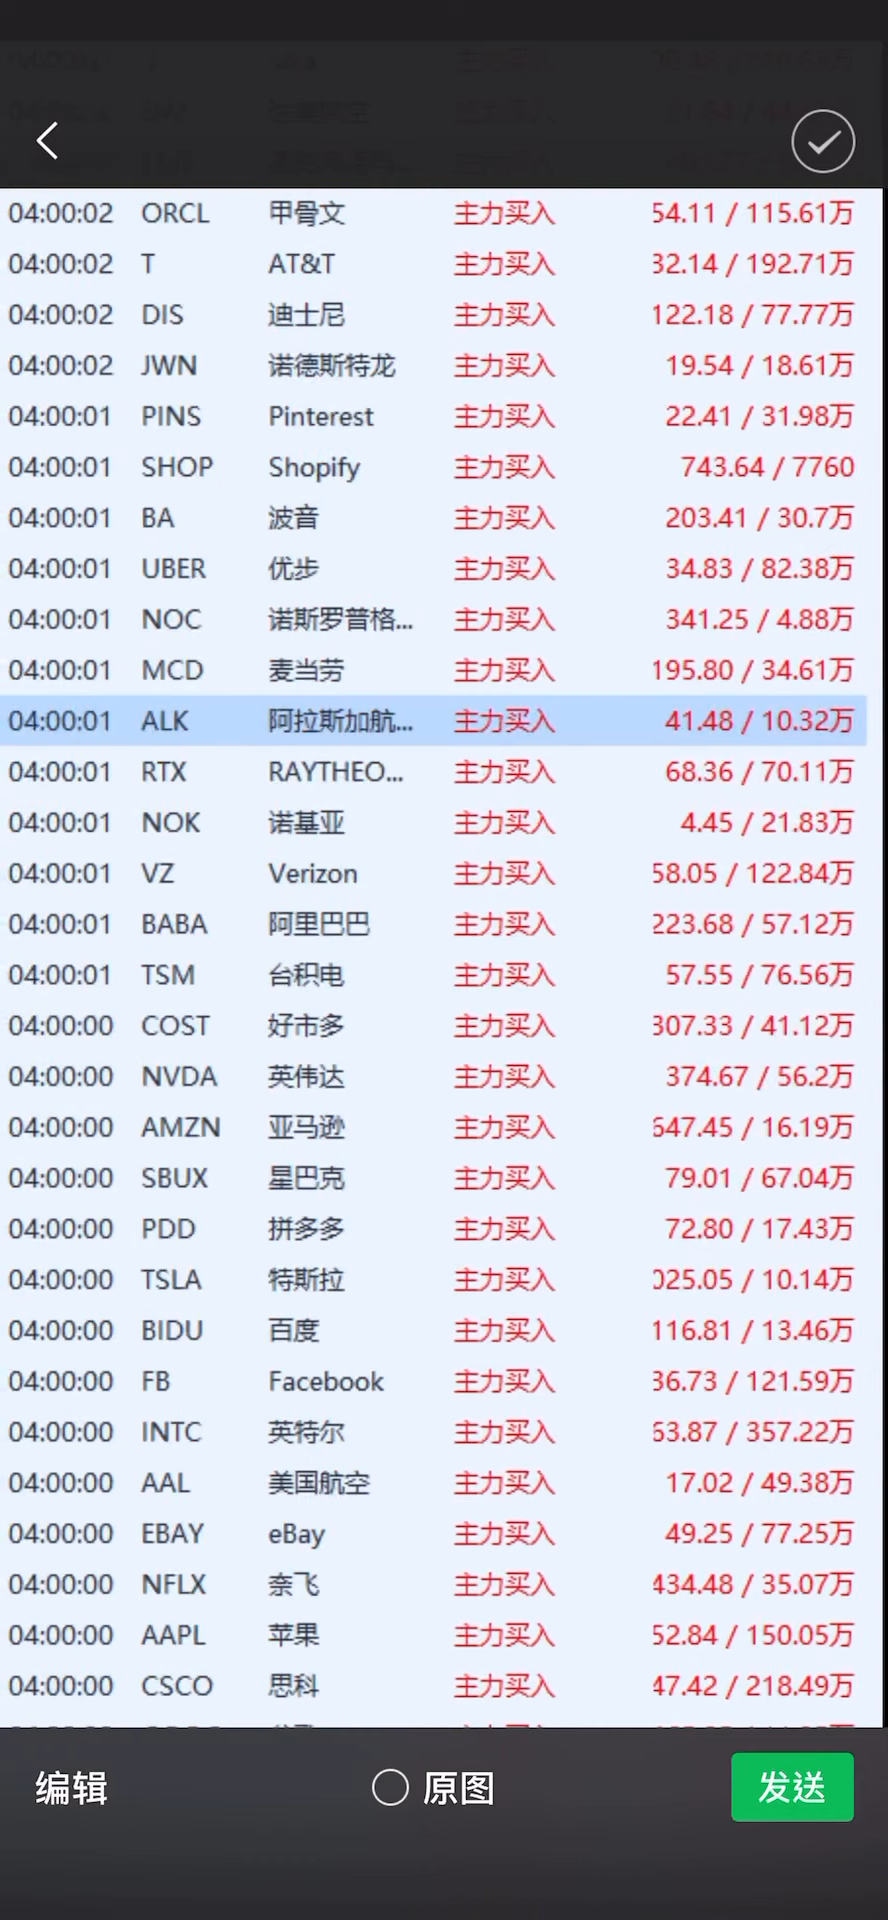 04:00:02 ORCL 甲骨文 主力买入 54.11 / 115.61万
04:00:02 T AT&T 主力买入 32.14 / 192.71万
04:00:02 DIS 迪士尼 主力买入 122.18 / 77.77万
04:00:02 JWN 诺德斯特龙 主力买入 19.54 / 18.61万
04:00:01 PINS Pinterest 主力买入 22.41 / 31.98万
04:00:01 SHOP Shopify 主力买入 743.64 / 7760
04:00:01 BA 波音 主力买入 203.41 / 30.7万
04:00:01 UBER 优步 主力买入 34.83 / 82.38万
04:00:01 NOC 诺斯罗普格... 主力买入 341.25 / 4.88万
04:00:01 MCD 麦当劳 主力买入 195.80 / 34.61万
04:00:01 ALK 阿拉斯加航... 主力买入 41.48 / 10.32万
04:00:01 RTX RAYTHEO... 主力买入 68.36 / 70.11万
04:00:01 NOK 诺基亚 主力买入 4.45 / 21.83万
04:00:01 VZ Verizon 主力买入 58.05 / 122.84万
04:00:01 BABA 阿里巴巴 主力买入 223.68 / 57.12万
04:00:01 TSM 台积电 主力买入 57.55 / 76.56万
04:00:00 COST 好市多 主力买入 307.33 / 41.12万
04:00:00 NVDA 英伟达 主力买入 374.67 / 56.2万
04:00:00 AMZN 亚马逊 主力买入 647.45 / 16.19万
04:00:00 SBUX 星巴克 主力买入 79.01 / 67.04万
04:00:00 PDD 拼多多 主力买入 72.80 / 17.43万
04:00:00 TSLA 特斯拉 主力买入 025.05 / 10.14万
04:00:00 BIDU 百度 主力买入 116.81 / 13.46万
04:00:00 FB Facebook 主力买入 36.73 / 121.59万
04:00:00 INTC 英特尔 主力买入 63.87 / 357.22万
04:00:00 AAL 美国航空 主力买入 17.02 / 49.38万
04:00:00 EBAY eBay 主力买入 49.25 / 77.25万
04:00:00 NFLX 奈飞 主力买入 434.48 / 35.07万
04:00:00 AAPL 苹果 主力买入 52.84 / 150.05万
04:00:00 CSCO 思科 主力买入 47.42 / 218.49万
编辑 原图 发送